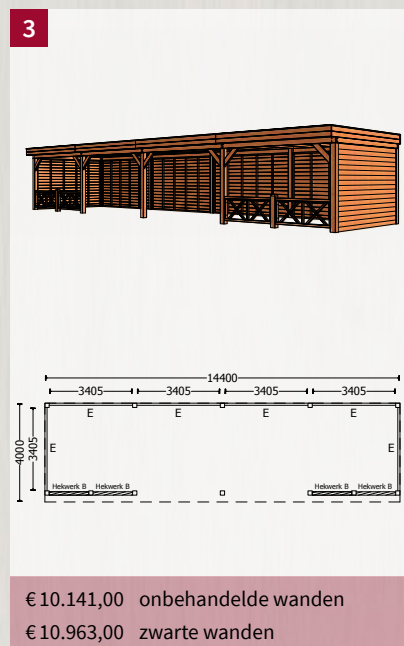 3
14400
3405 3405 3405 3405
E E E E
4000 3405 E E
Hekwerk B Hekwerk B Hekwerk B Hekwerk B
€ 10.141,00 onbehandelde wanden
€ 10.963,00 zwarte wanden